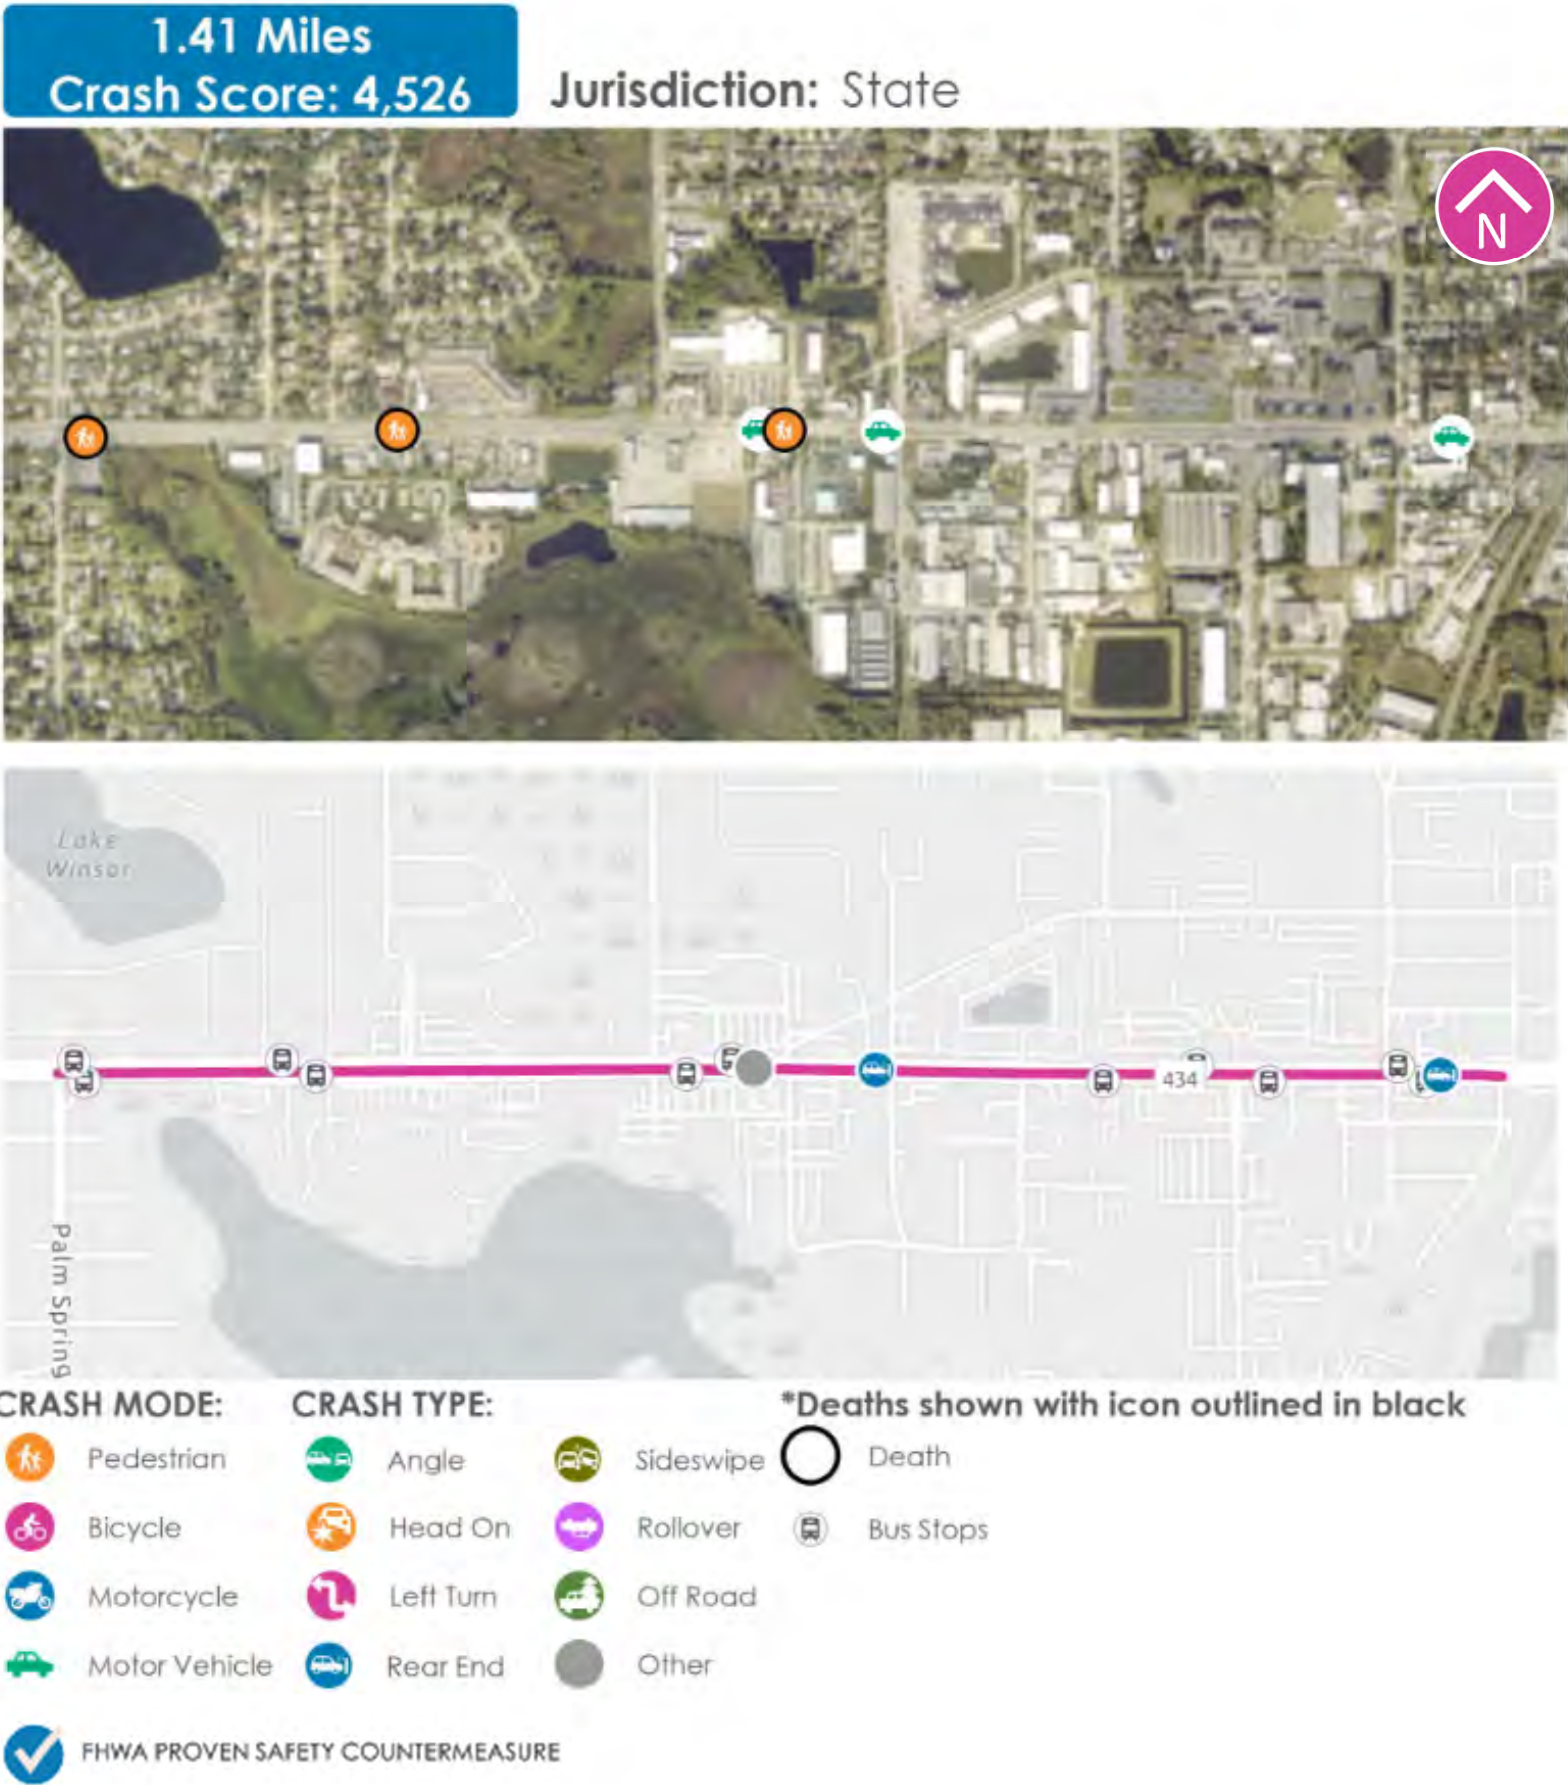 1.41 Miles
Crash Score: 4,526
Jurisdiction: State
N
Lake
Winsor
434
Palm Spring
CRASH MODE:
CRASH TYPE:
*Deaths shown with icon outlined in black
Pedestrian
Angle
Sideswipe
Death
Bicycle
Head On
Rollover
Bus Stops
Motorcycle
Left Turn
Off Road
Motor Vehicle
Rear End
Other
FHWA PROVEN SAFETY COUNTERMEASURE